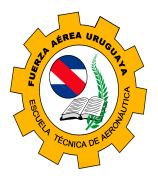 FUERZA AÉREA URUGUAYA
ESCUELA TÉCNICA DE AERONÁUTICA